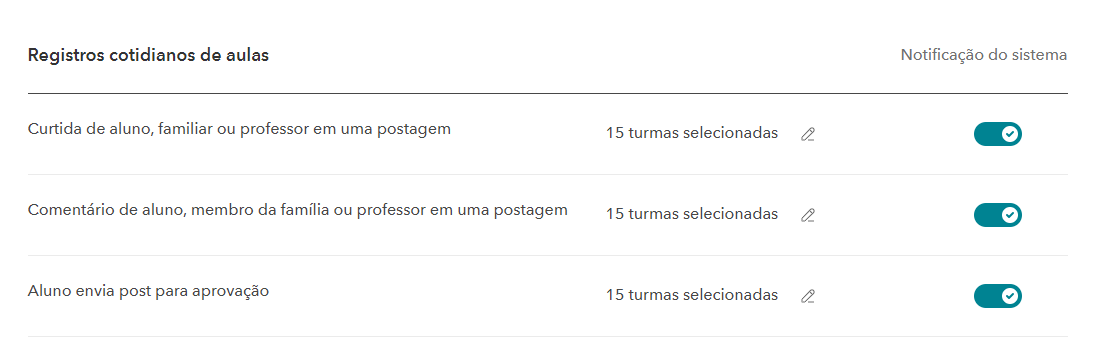 Registros cotidianos de aulas
Notificação do sistema
Curtida de aluno, familiar ou professor em uma postagem
15 turmas selecionadas
Comentário de aluno, membro da família ou professor em uma postagem
15 turmas selecionadas
Aluno envia post para aprovação
15 turmas selecionadas